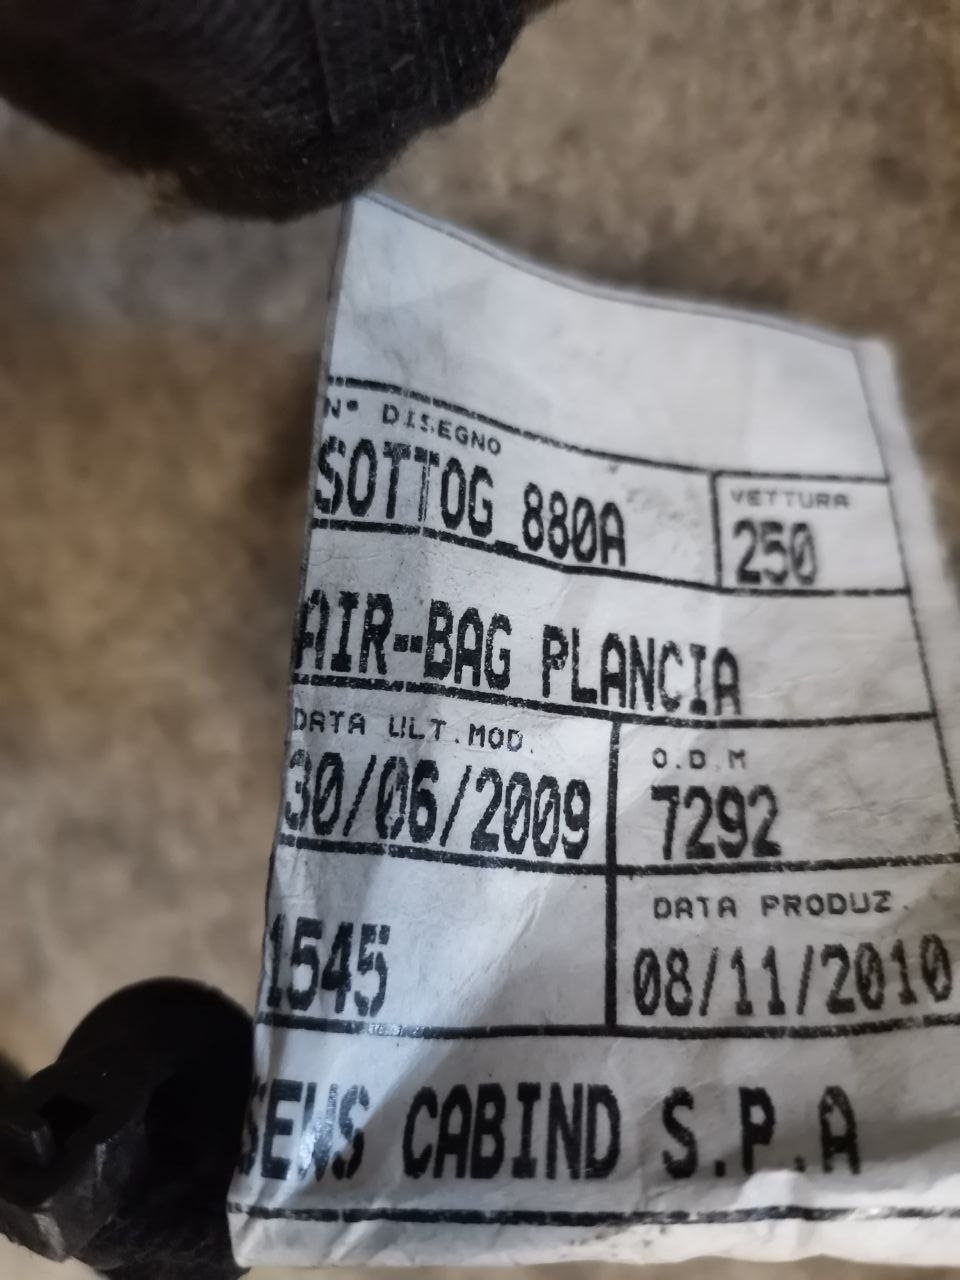 N° DISEGNO
SOTTOG_880A
VETTURA
250
AIR-BAG PLANCIA
DATA ULT.MOD.
30/06/2009
O.D.M
7292
1545
DATA PRODUZ.
08/11/2010
SEWS CABIND S.P.A